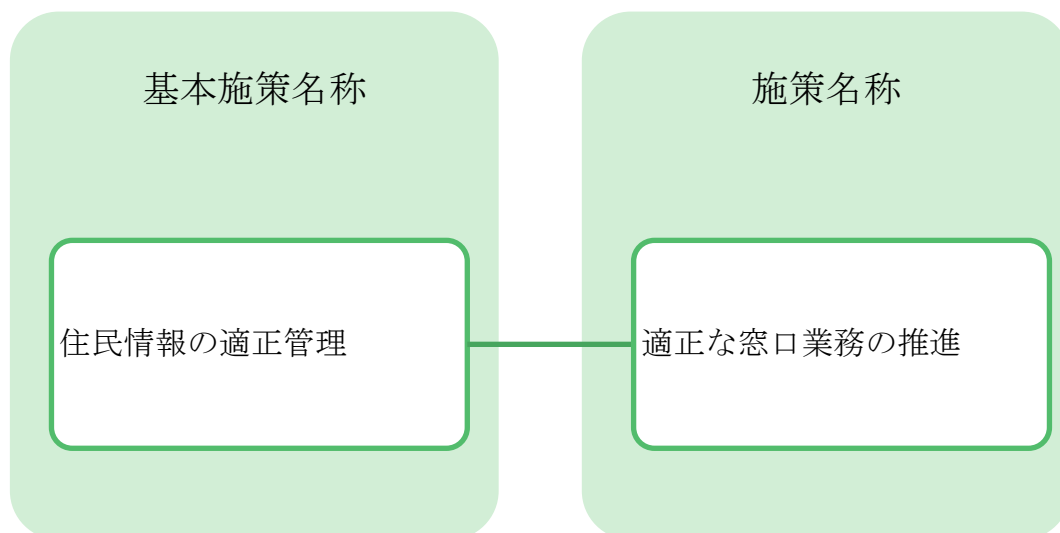 基本施策名称
施策名称
住民情報の適正管理
適正な窓口業務の推進